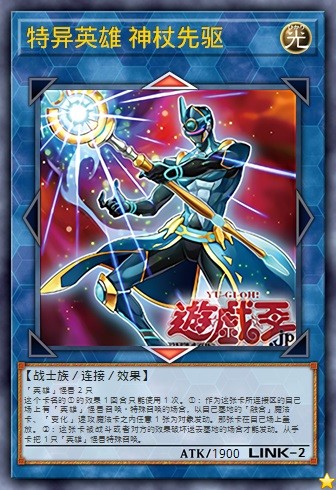 特异英雄 神杖先驱
光
YU-GI-OH!
遊戯王
JP
【战士族／连接／效果】
「英雄」怪兽２只
这个卡名的②的效果１回合只能使用１次。①：作为这张卡所连接区的自己
场上有「英雄」怪兽召唤·特殊召唤的场合，以自己墓地的「融合」魔法
卡、「变化」速攻魔法卡之内任意１张为对象发动。那张卡在自己场上盖
放。②：这张卡被战斗或者对方的效果破坏送去墓地的场合才能发动。从手
卡把１只「英雄」怪兽特殊召唤。
ATK/1900 LINK-2